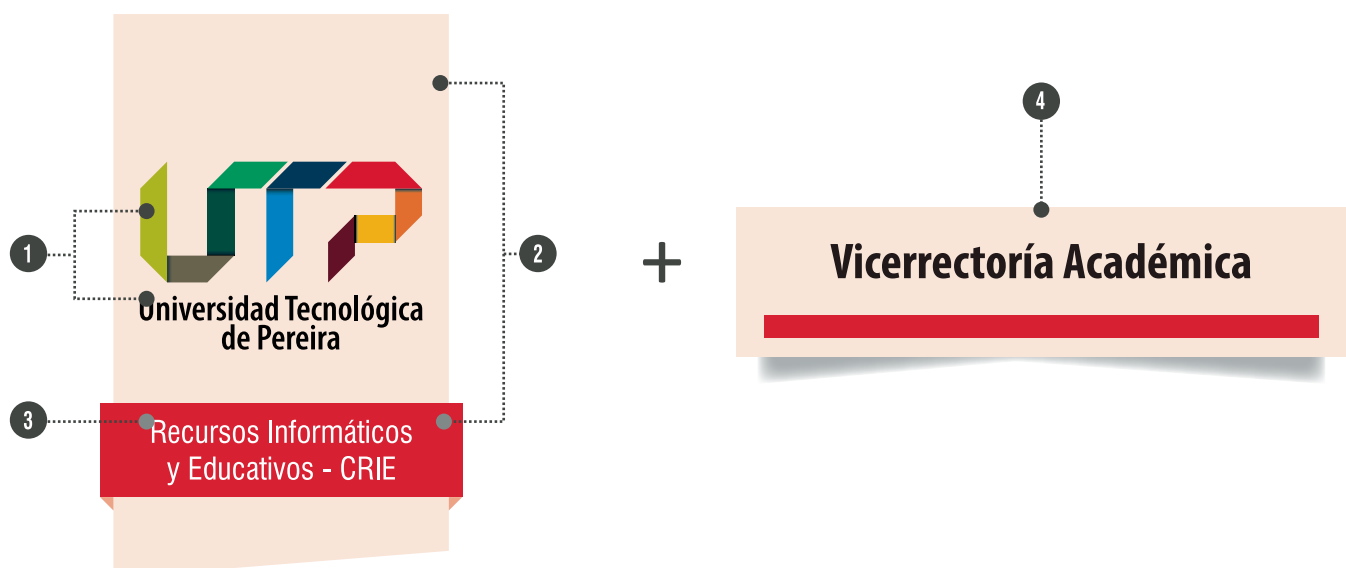 UTP
Universidad Tecnológica
de Pereira
Recursos Informáticos
y Educativos - CRIE
1
2
3
+
4
Vicerrectoría Académica